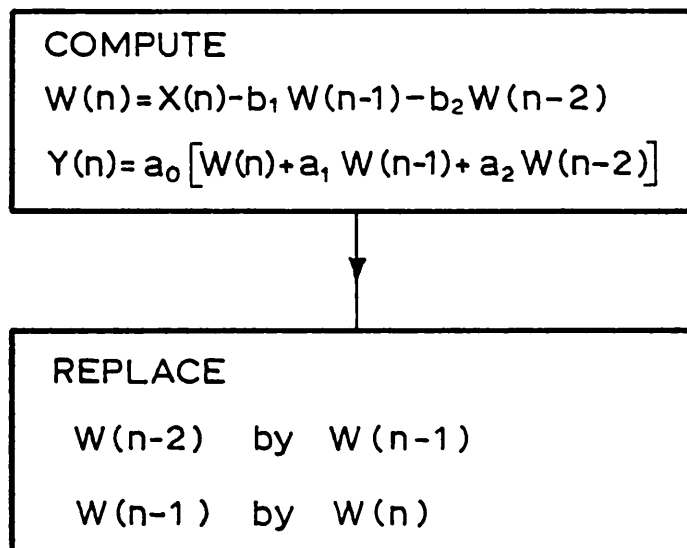 COMPUTE
W(n)=X(n)-b₁ W(n-1)-b₂W(n-2)
Y(n)=a₀[W(n)+a₁ W(n-1)+a₂ W(n-2)]
REPLACE
W(n-2) by W(n-1)
W(n-1) by W(n)